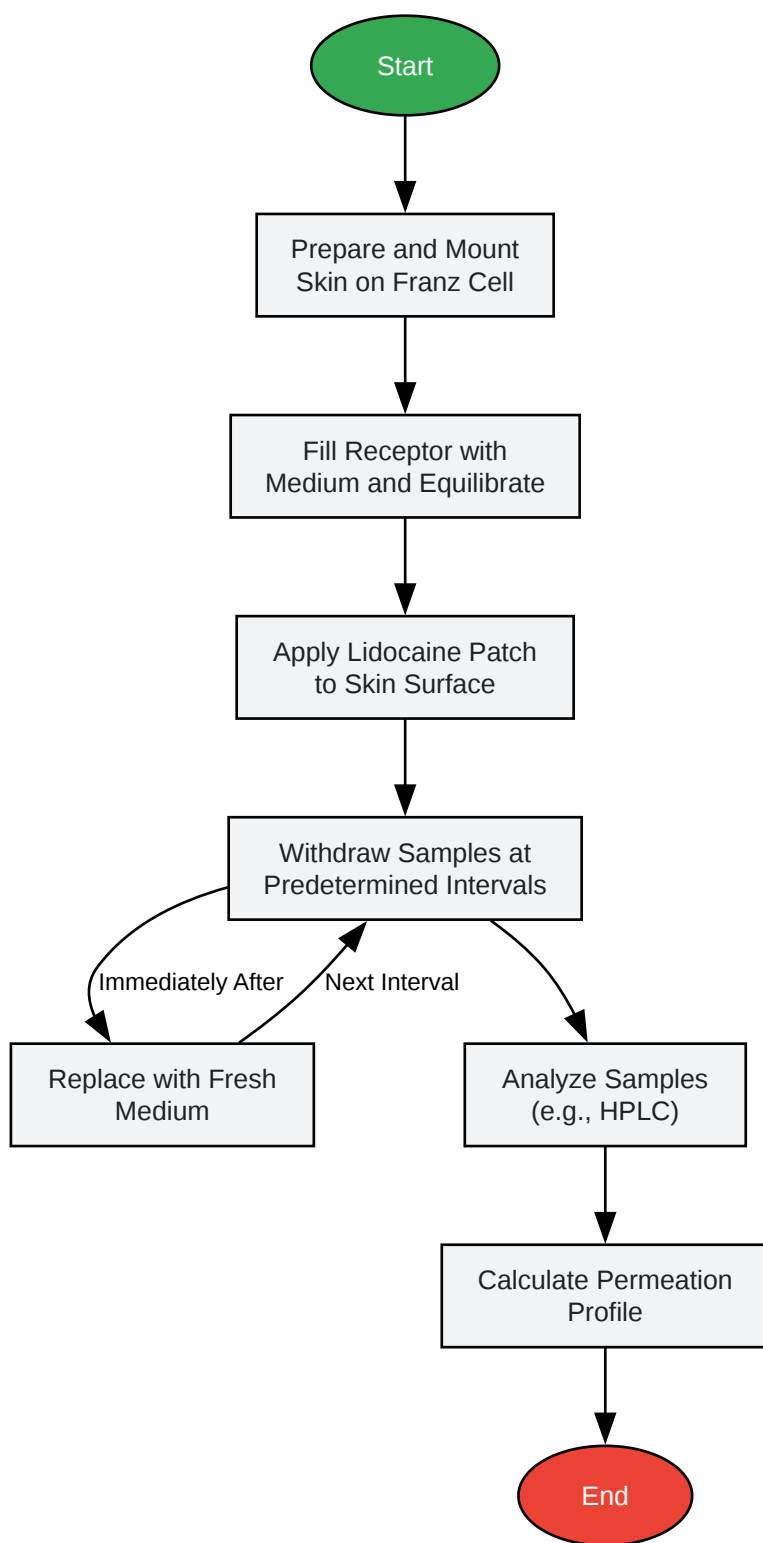 Start
Prepare and Mount
Skin on Franz Cell
Fill Receptor with
Medium and Equilibrate
Apply Lidocaine Patch
to Skin Surface
Withdraw Samples at
Predetermined Intervals
Immediately After
Next Interval
Replace with Fresh
Medium
Analyze Samples
(e.g., HPLC)
Calculate Permeation
Profile
End